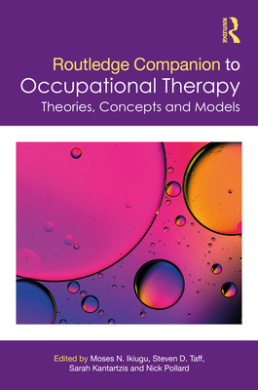 ROUTLEDGE
Routledge Companion to
Occupational Therapy
Theories, Concepts and Models
Edited by Moses N. Ikiugu, Steven D. Taff,
Sarah Kantartzis and Nick Pollard